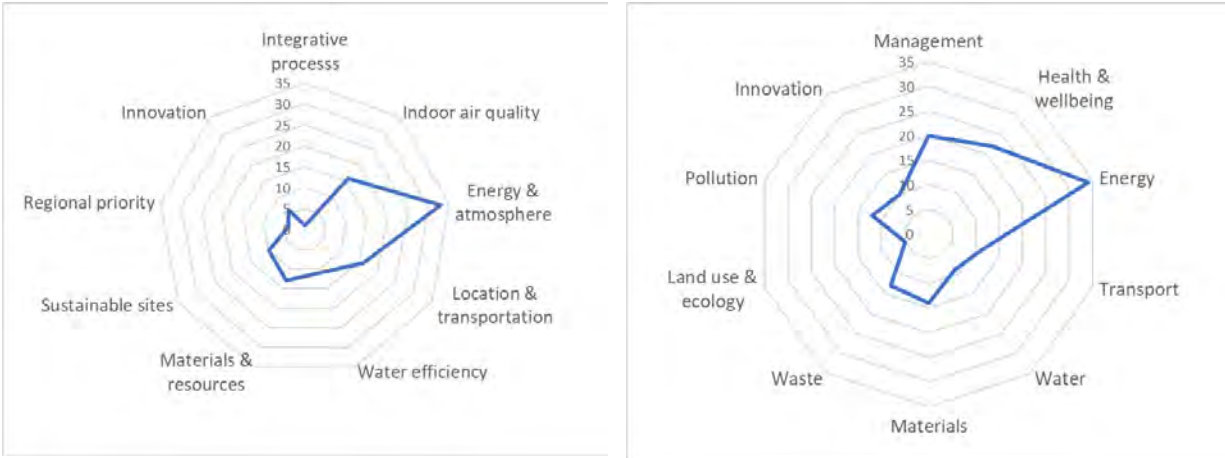 Integrative
processs
35
30
25
20
15
10
5
0
Innovation
Indoor air quality
Regional priority
Energy &
atmosphere
Sustainable sites
Location &
transportation
Materials &
resources
Water efficiency
Management
35
30
25
20
15
10
5
0
Innovation
Health &
wellbeing
Pollution
Energy
Land use &
ecology
Transport
Waste
Water
Materials